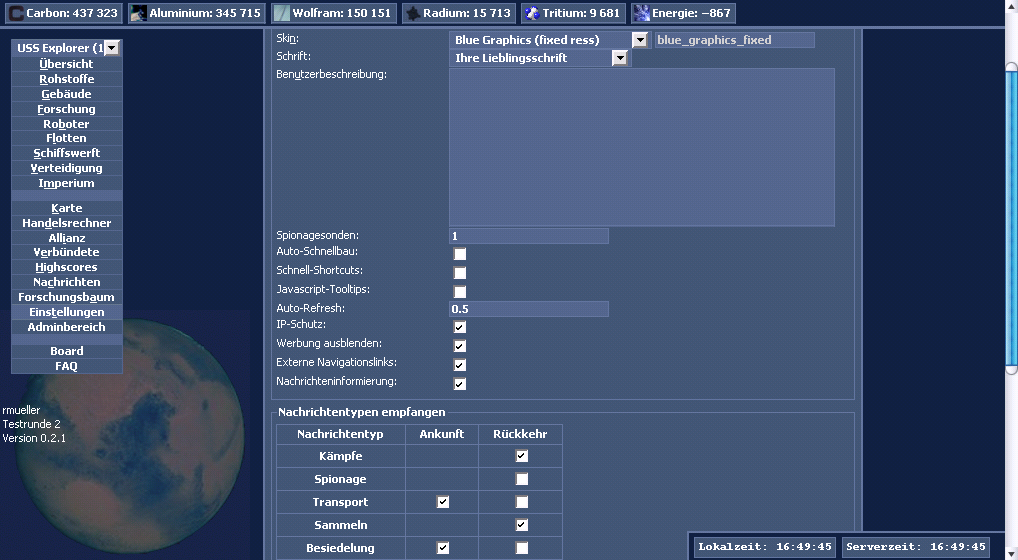 Carbon: 437 323 Aluminium: 345 715 Wolfram: 150 151 Radium: 15 713 Tritium: 9 681 Energie: −867
USS Explorer (1
Übersicht
Rohstoffe
Gebäude
Forschung
Roboter
Flotten
Schiffswerft
Verteidigung
Imperium
Karte
Handelsrechner
Allianz
Verbündete
Highscores
Nachrichten
Forschungsbaum
Einstellungen
Adminbereich
Board
FAQ
rmueller
Testrunde 2
Version 0.2.1
Skin: Blue Graphics (fixed ress) blue_graphics_fixed
Schrift: Ihre Lieblingsschrift
Benutzerbeschreibung:
Spionagesonden: 1
Auto-Schnellbau:
Schnell-Shortcuts:
Javascript-Tooltips:
Auto-Refresh: 0.5
IP-Schutz:
Werbung ausblenden:
Externe Navigationslinks:
Nachrichteninformierung:
Nachrichtentypen empfangen
Nachrichtentyp Ankunft Rückkehr
Kämpfe
Spionage
Transport
Sammeln
Besiedelung
Lokalzeit: 16:49:45 Serverzeit: 16:49:45